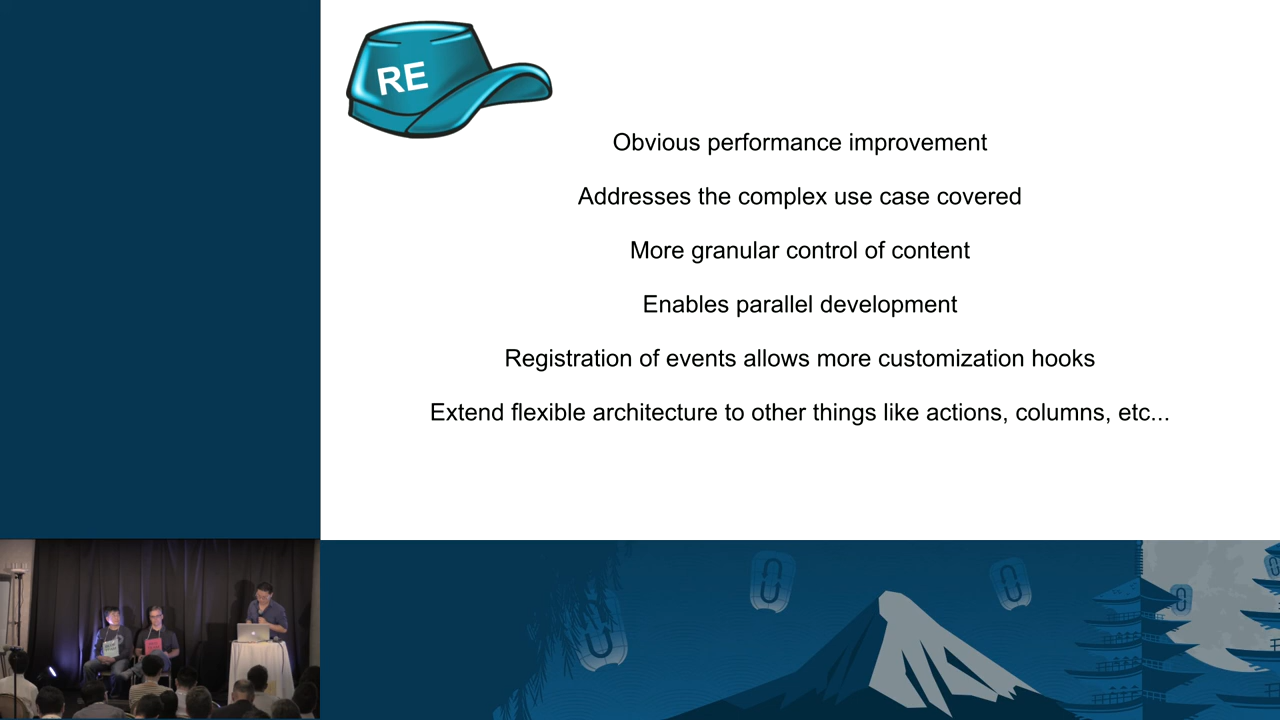 RE
Obvious performance improvement
Addresses the complex use case covered
More granular control of content
Enables parallel development
Registration of events allows more customization hooks
Extend flexible architecture to other things like actions, columns, etc...